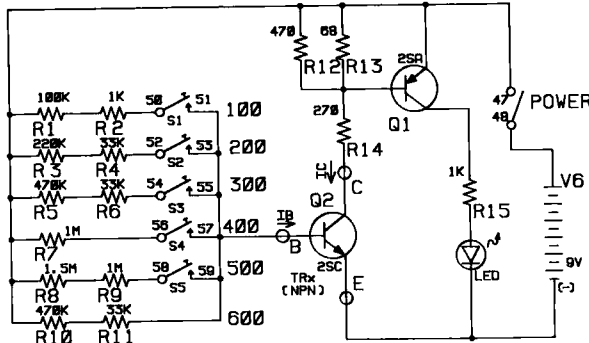 470 68
R12 R13
2SA
Q1
270
R14
47
48
POWER
100K 1K 50 51 100
R1 R2 S1
220K 33K 52 53 200
R3 R4 S2
470K 33K 54 55 300
R5 R6 S3
1M 56 57 400
R7 S4
1.5M 1M 58 59 500
R8 R9 S5
470K 33K 600
R10 R11
IC
C
IB
B
Q2
2SC
TRx
(NPN)
E
1K
R15
LED
V6
9V
(-)